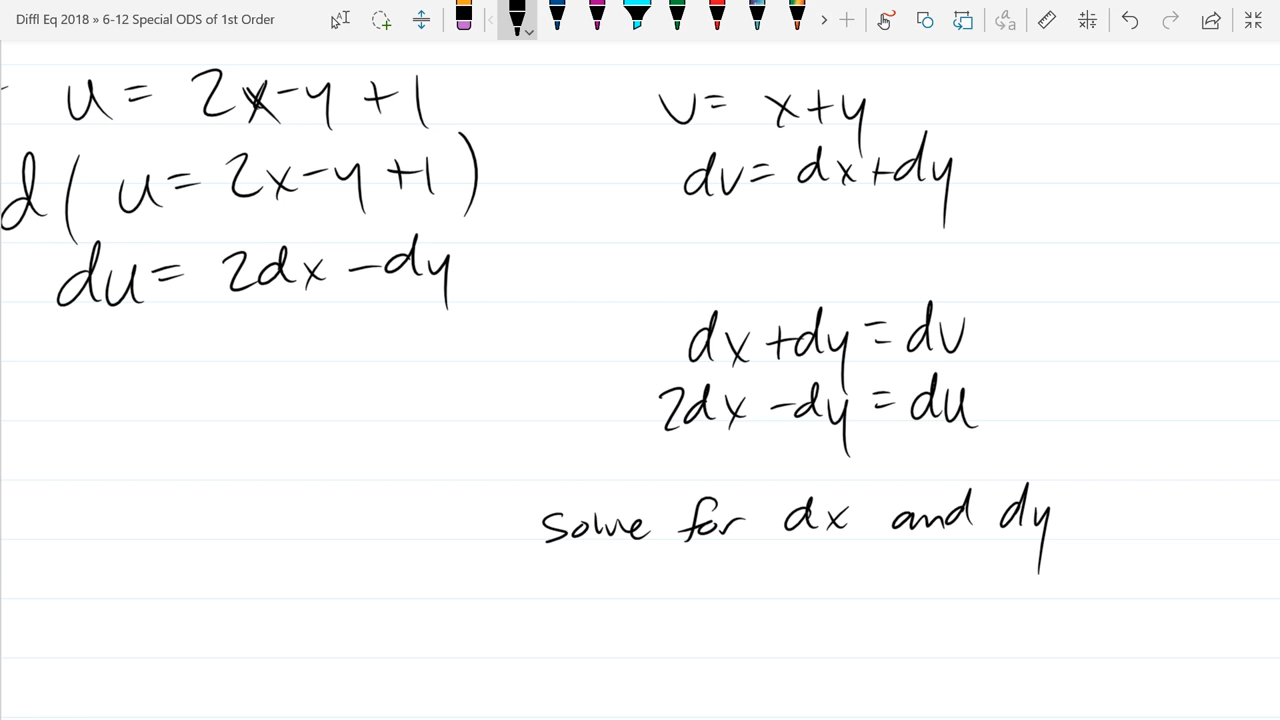 Diffl Eq 2018 » 6-12 Special ODS of 1st Order
u = 2x-y+1
d(u = 2x-y+1)
du = 2dx -dy
v = x+y
dv = dx+dy
dx+dy = dv
2dx -dy = du
solve for dx and dy